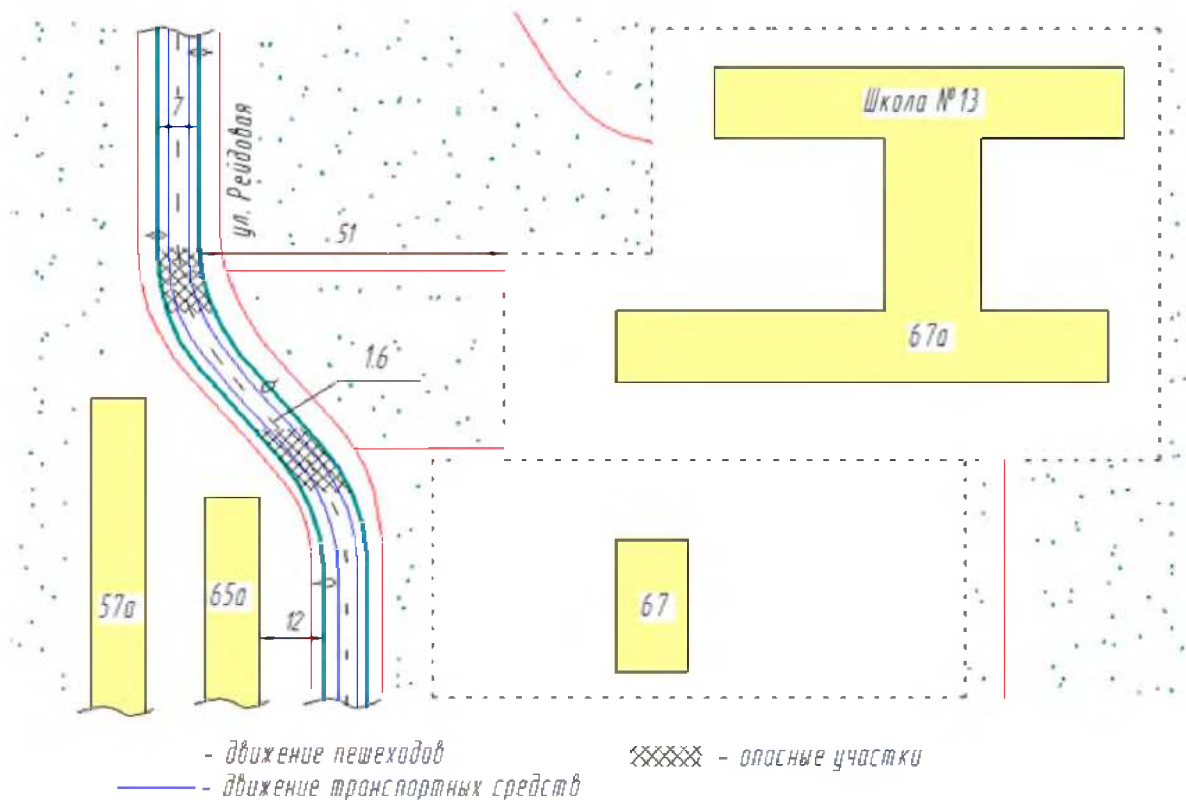 Школа №13
7
ул. Рейдовая
51
67а
1.6
57а
65а
67
12
- движение пешеходов
- опасные участки
- движение транспортных средств